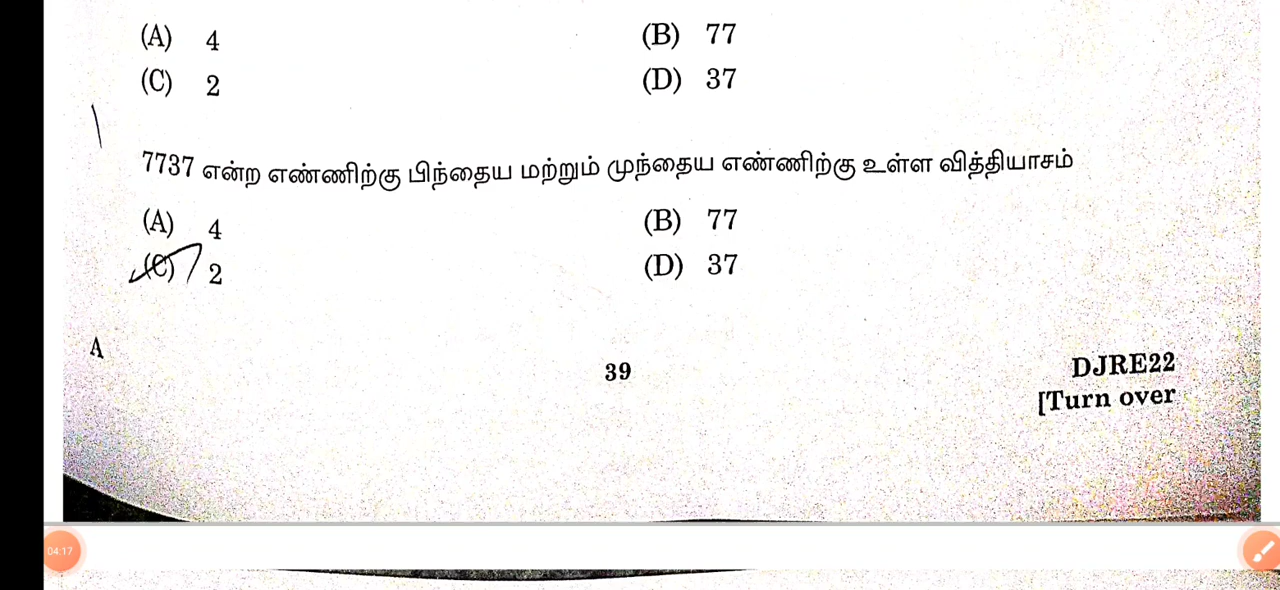 (A) 4 (B) 77
(C) 2 (D) 37
7737 என்ற எண்ணிற்கு பிந்தைய மற்றும் முந்தைய எண்ணிற்கு உள்ள வித்தியாசம்
(A) 4 (B) 77
(C) 2 (D) 37
A
39
DJRE22
[Turn over
04:17